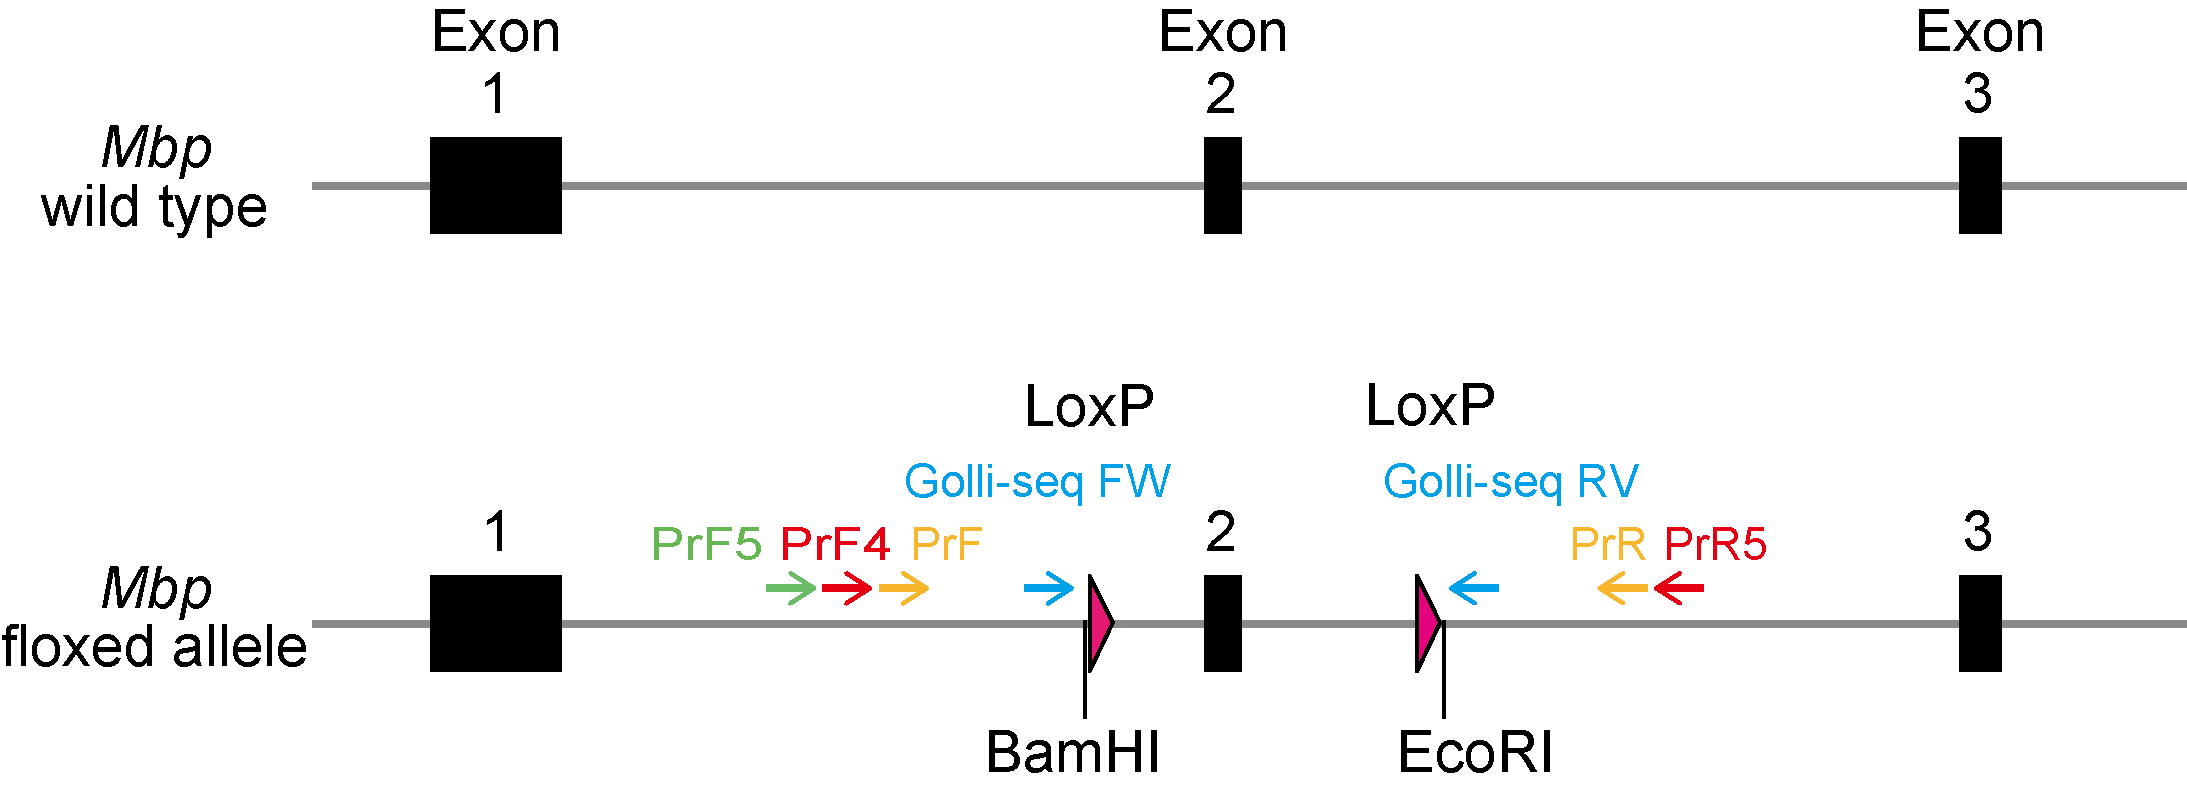 Exon Exon Exon
1 2 3
Mbp
wild type
LoxP LoxP
Golli-seq FW Golli-seq RV
1 PrF5 PrF4 PrF 2 PrR PrR5 3
Mbp
floxed allele
BamHI EcoRI